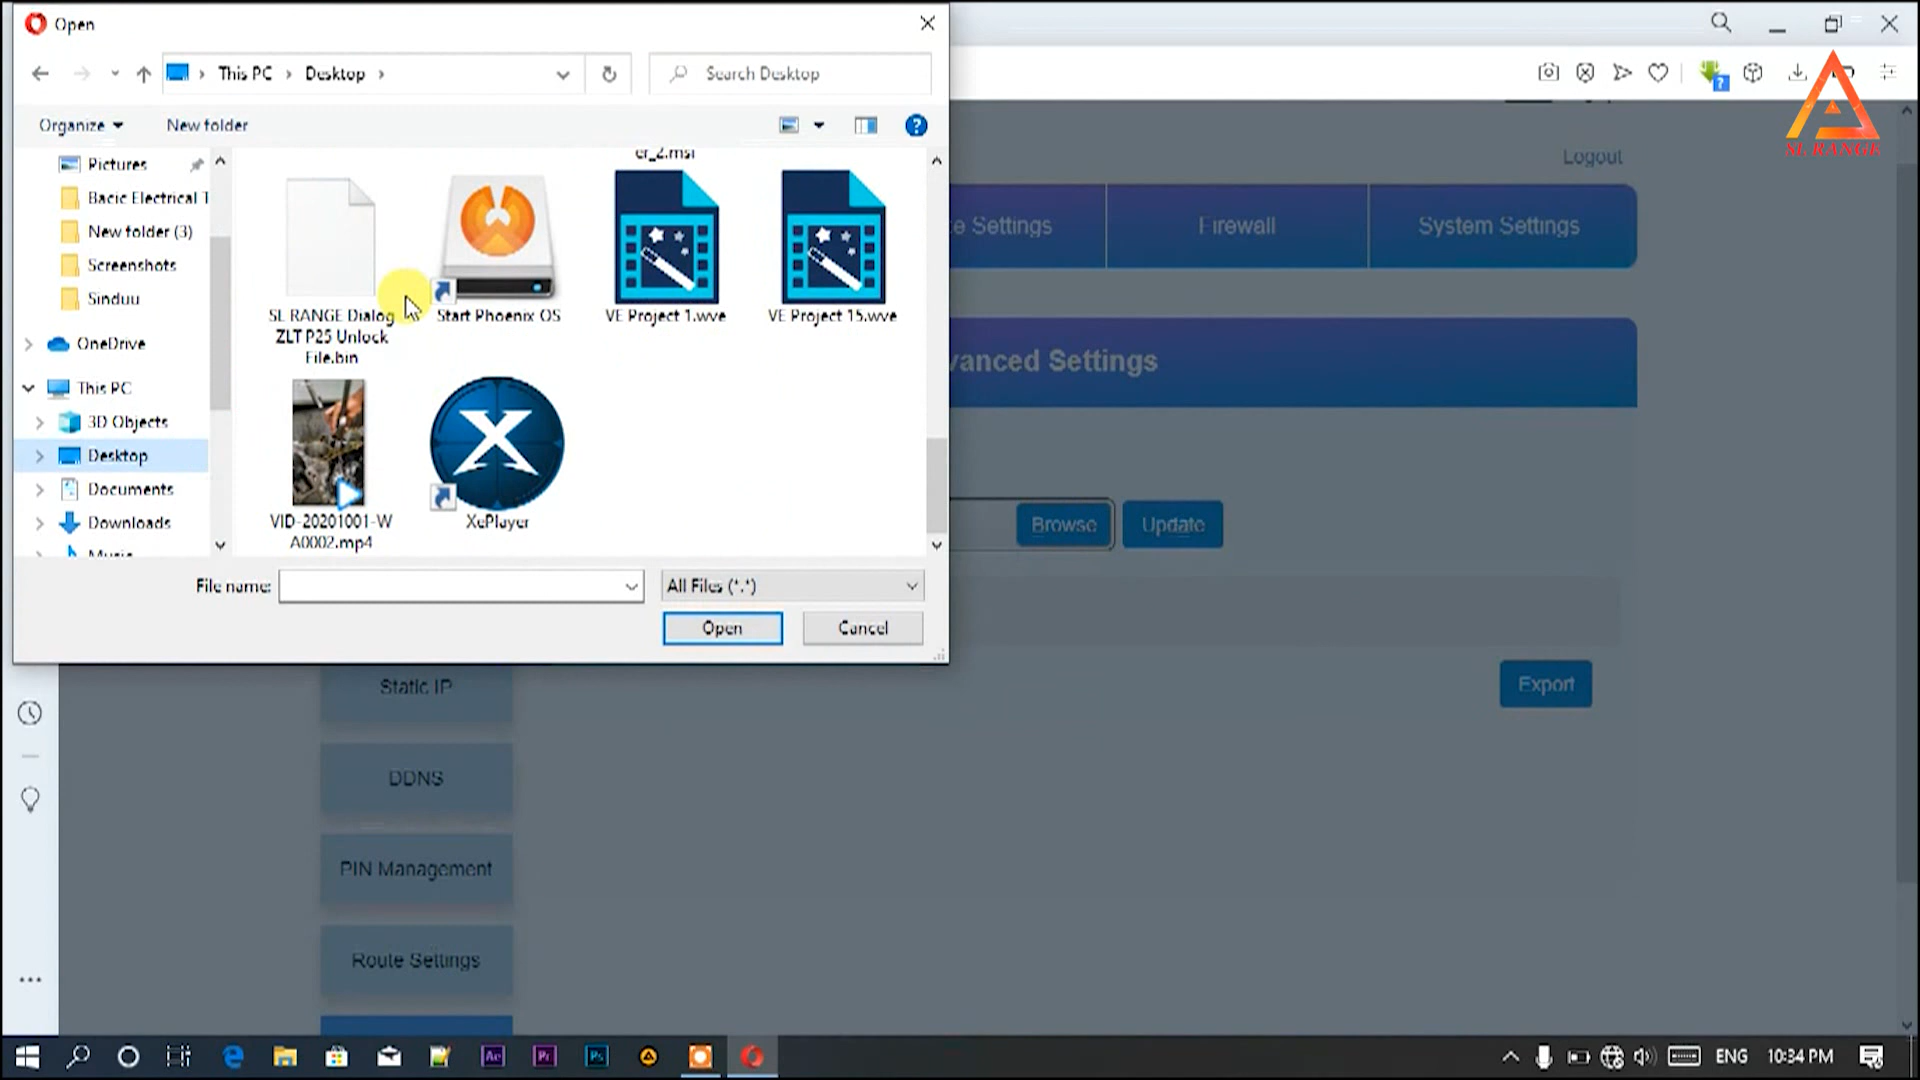 Open
This PC
Desktop
Search Desktop
Organize
New folder
Pictures
Bacic Electrical T
New folder (3)
Screenshots
Sinduu
OneDrive
This PC
3D Objects
Desktop
Documents
Downloads
Music
er_2.msi
SL RANGE Dialog
ZLT P25 Unlock
File.bin
Start Phoenix OS
VE Project 1.wve
VE Project 15.wve
VID-20201001-W
A0002.mp4
XePlayer
File name:
All Files (*.*)
Open
Cancel
SL RANGE
Logout
e Settings
Firewall
System Settings
vanced Settings
Browse
Update
Export
Static IP
DDNS
PIN Management
Route Settings
Ae
Pr
Ps
ENG
10:34 PM